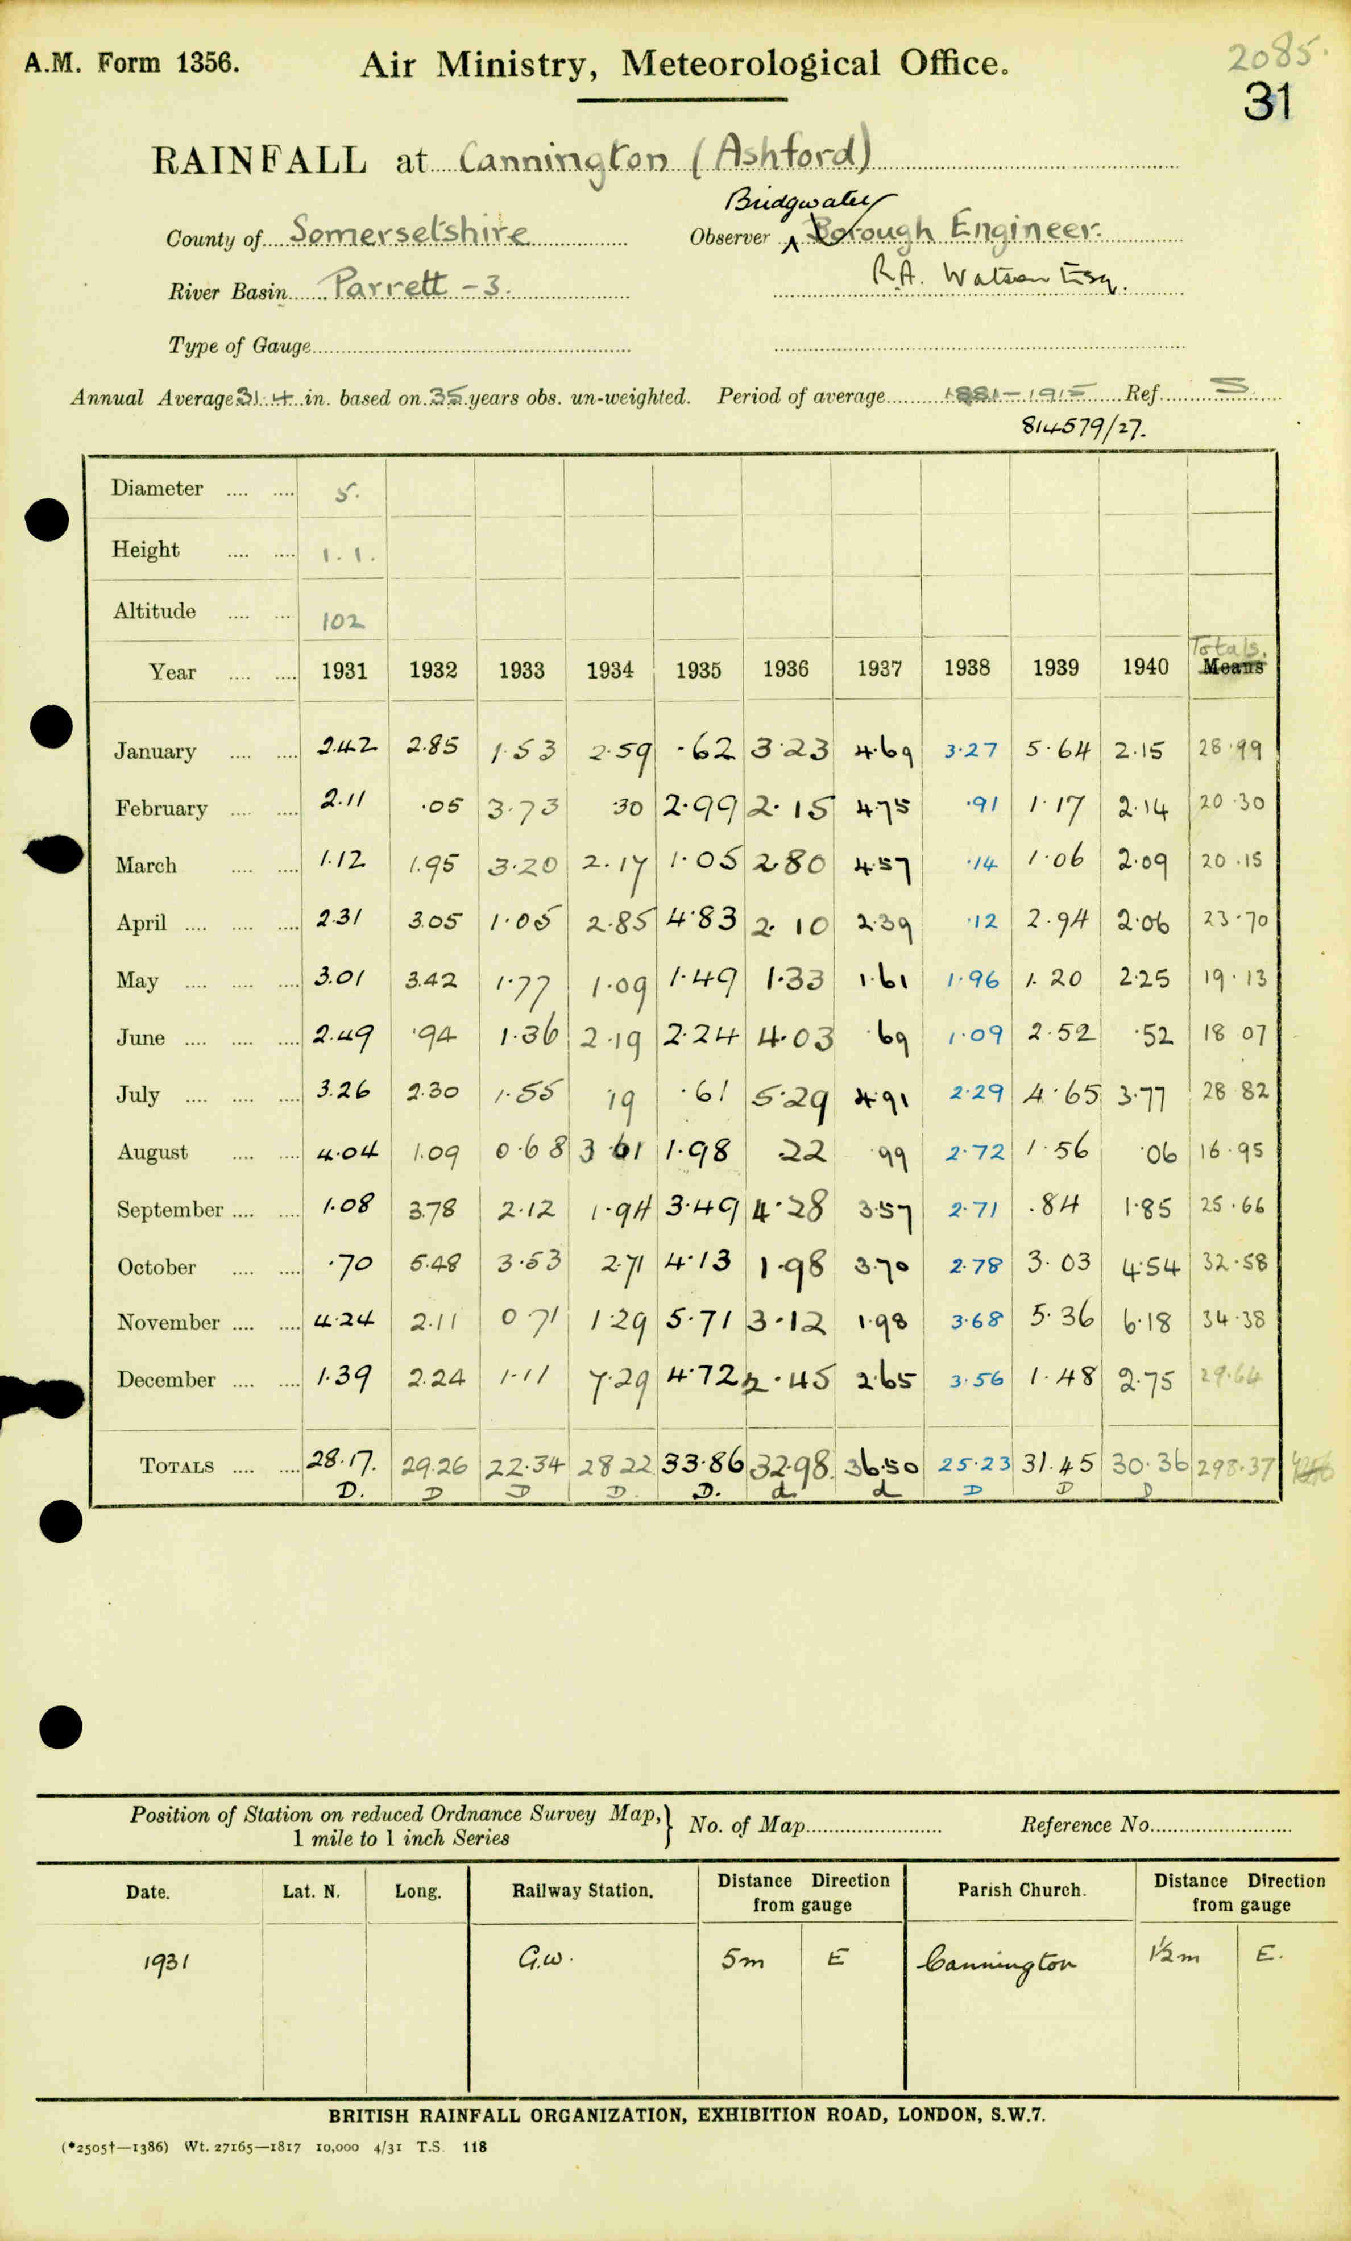 A.M. Form 1356.
Air Ministry, Meteorological Office.
2085.
31
RAINFALL at Cannington (Ashford)
Bridgwater
County of Somersetshire Observer Borough Engineer.
River Basin Parrett - 3. R.A. Watson Esq.
Type of Gauge
Annual Average 31.4 in. based on 35 years obs. un-weighted. Period of average 1881-1915 Ref. S
814579/27.
Diameter 5.
Height 1.1.
Altitude 102
Totals.
Year 1931 1932 1933 1934 1935 1936 1937 1938 1939 1940 Means
January 2.42 2.85 1.53 2.59 .62 3.23 4.69 3.27 5.64 2.15 28.99
February 2.11 .05 3.73 .30 2.99 2.15 4.75 .91 1.17 2.14 20.30
March 1.12 1.95 3.20 2.17 1.05 2.80 4.57 .14 1.06 2.09 20.15
April 2.31 3.05 1.05 2.85 4.83 2.10 2.39 .12 2.94 2.06 23.70
May 3.01 3.42 1.77 1.09 1.49 1.33 1.61 1.96 1.20 2.25 19.13
June 2.49 .94 1.36 2.19 2.24 4.03 .69 1.09 2.52 .52 18 07
July 3.26 2.30 1.55 19 .61 5.29 4.91 2.29 4.65 3.77 28 82
August 4.04 1.09 0.68 3 61 1.98 .22 .99 2.72 1.56 .06 16.95
September 1.08 3.78 2.12 1.94 3.49 4.28 3.57 2.71 .84 1.85 25.66
October .70 5.48 3.53 2.71 4.13 1.98 3.70 2.78 3.03 4.54 32.58
November 4.24 2.11 0.71 1.29 5.71 3.12 1.98 3.68 5.36 6.18 34.38
December 1.39 2.24 1.11 7.29 4.72 2.45 2.65 3.56 1.48 2.75 29.64
TOTALS 28.17. 29.26 22.34 28 22 33.86 32.98. 36.50 25.23 31.45 30.36 298.37
D. D D D. D. d. d D D D
Position of Station on reduced Ordnance Survey Map,} No. of Map Reference No.
1 mile to 1 inch Series
Date. Lat. N. Long. Railway Station. Distance Direction from gauge Parish Church. Distance Direction from gauge
1931 G.W. 5m E Cannington 1½m E.
BRITISH RAINFALL ORGANIZATION, EXHIBITION ROAD, LONDON, S.W.7.
(*2505†—1386) Wt. 27165—1817 10,000 4/31 T.S. 118